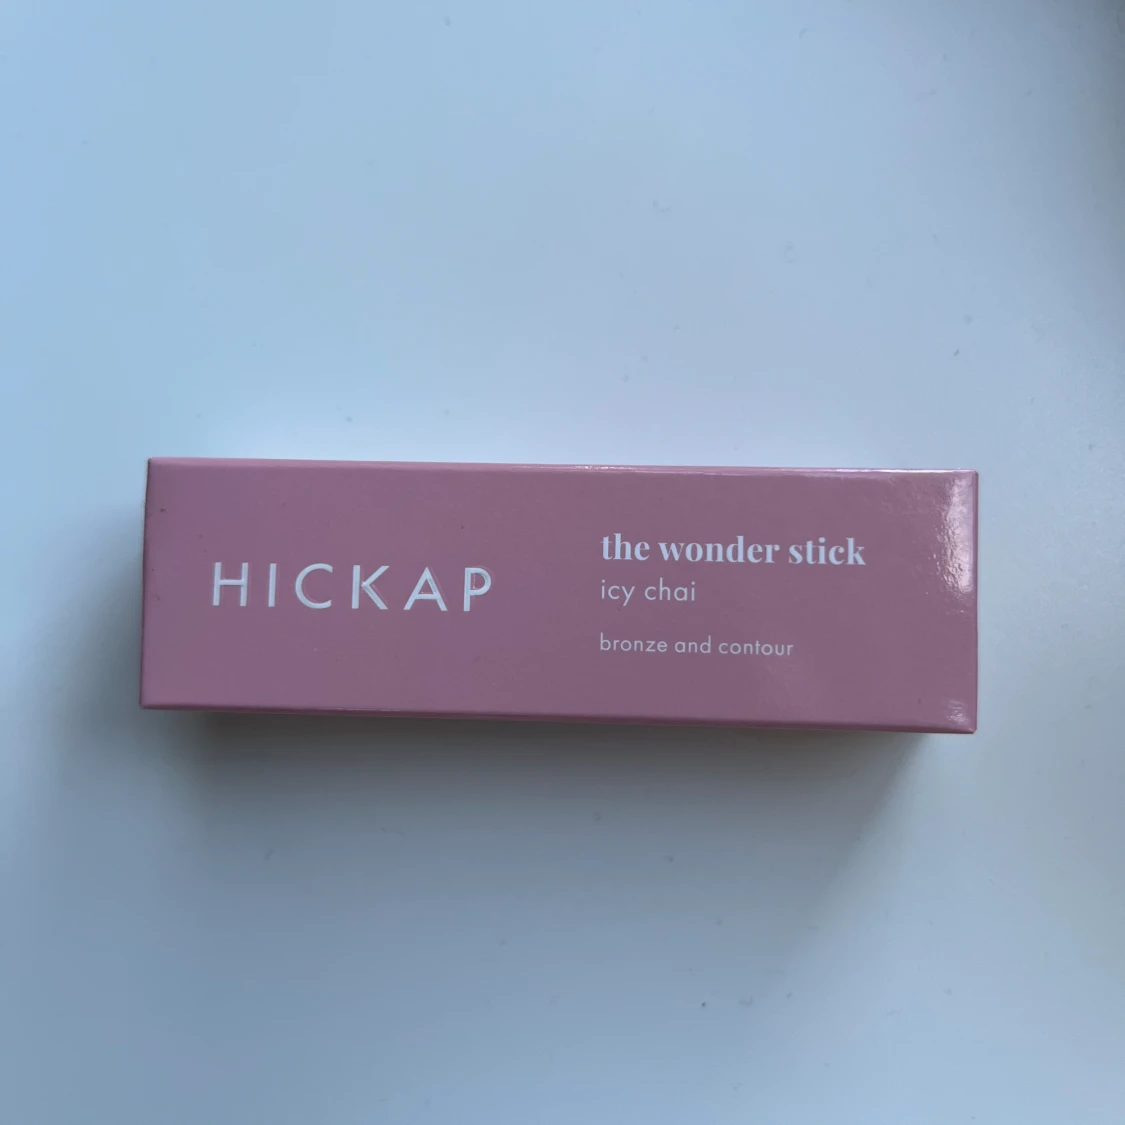 HICKAP
the wonder stick
icy chai
bronze and contour